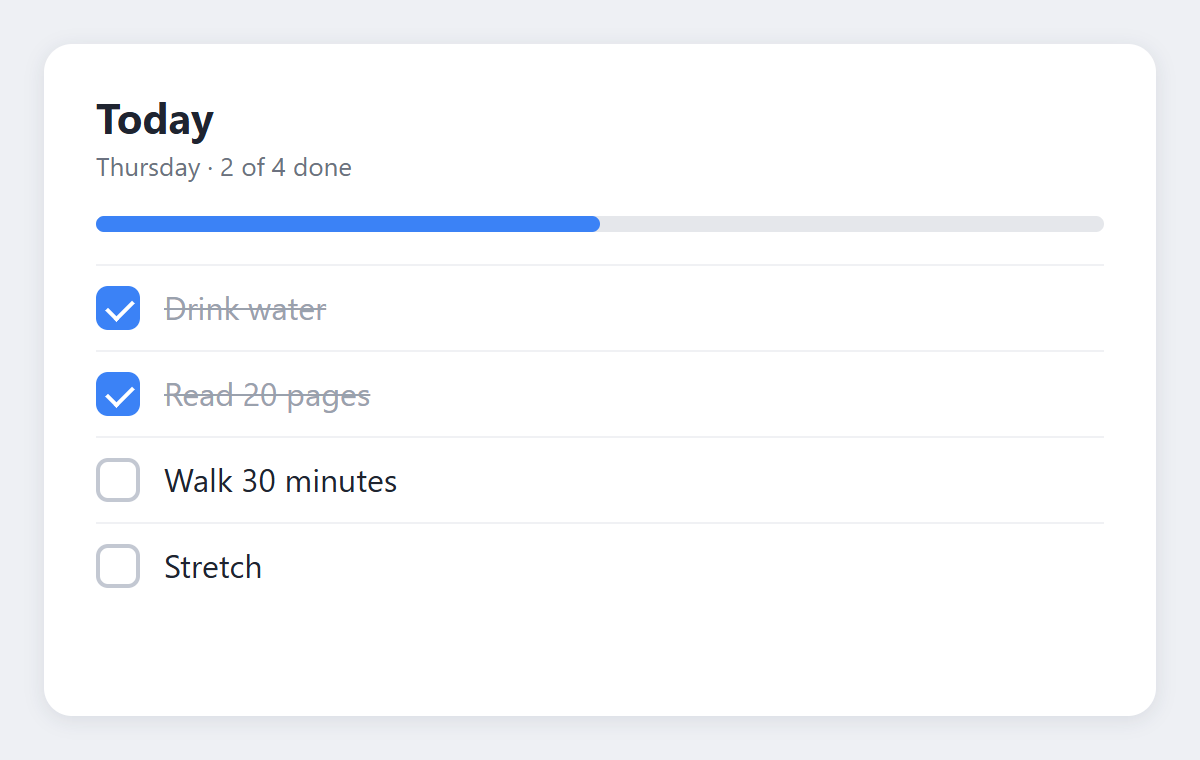 Today
Thursday · 2 of 4 done
Drink water
Read 20 pages
Walk 30 minutes
Stretch